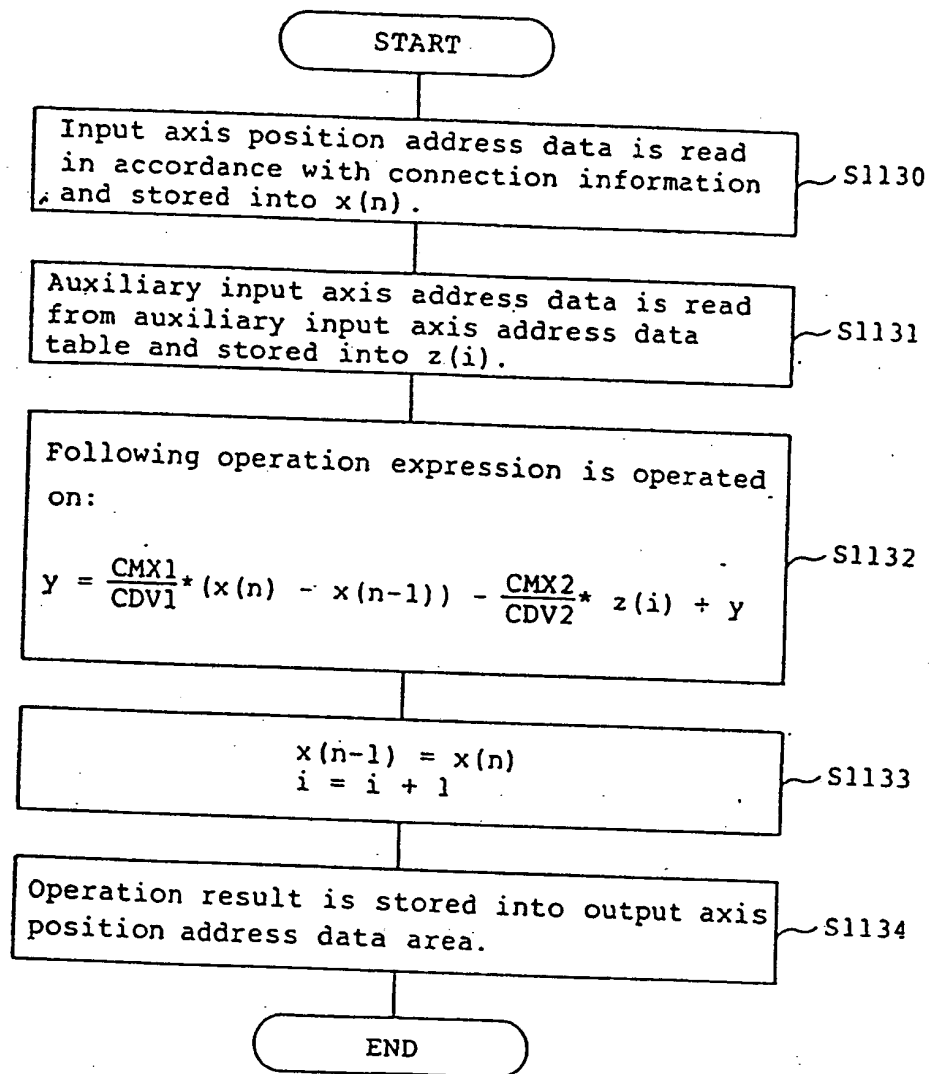 START
Input axis position address data is read
in accordance with connection information
and stored into x(n).
S1130
Auxiliary input axis address data is read
from auxiliary input axis address data
table and stored into z(i).
S1131
Following operation expression is operated
on:
y = CMX1/CDV1 * (x(n) - x(n-1)) - CMX2/CDV2 * z(i) + y
S1132
x(n-1) = x(n)
i = i + 1
S1133
Operation result is stored into output axis
position address data area.
S1134
END